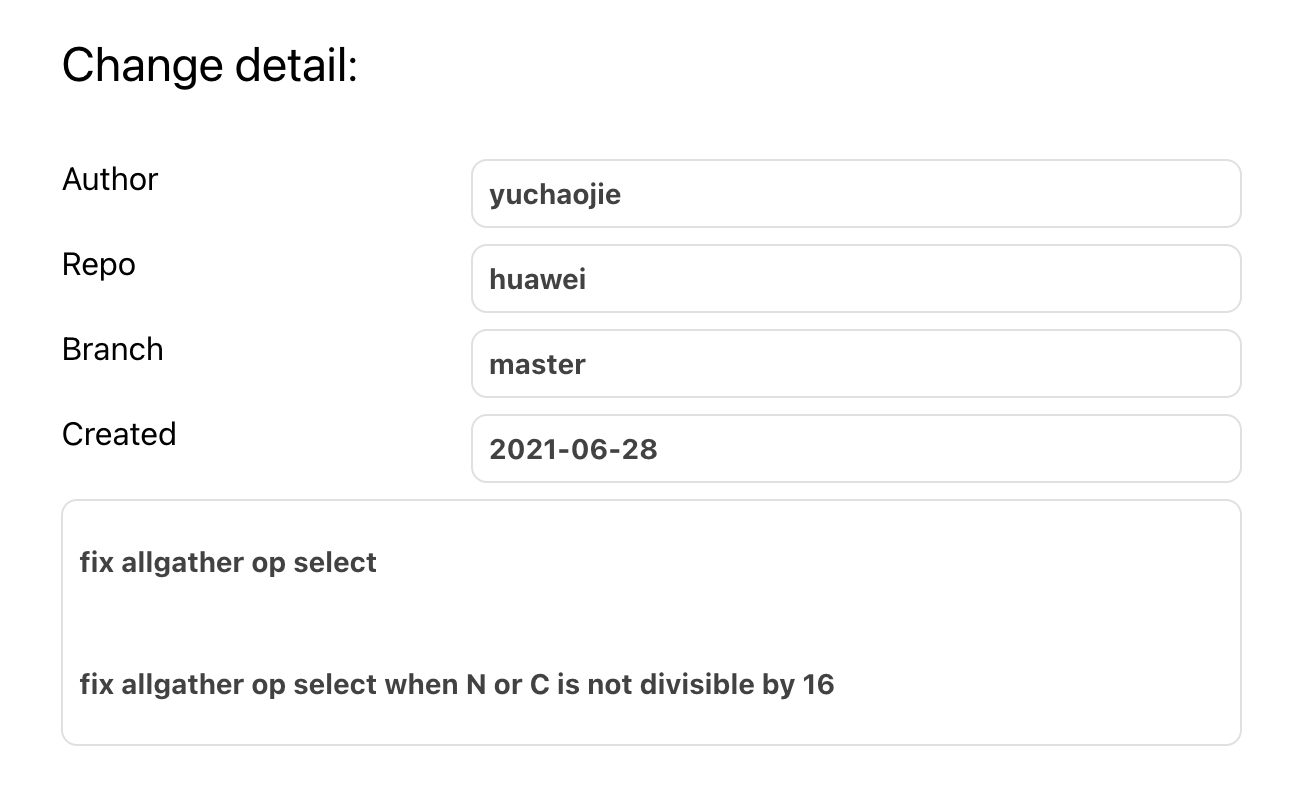 Change detail:
Author
yuchaojie
Repo
huawei
Branch
master
Created
2021-06-28
fix allgather op select
fix allgather op select when N or C is not divisible by 16